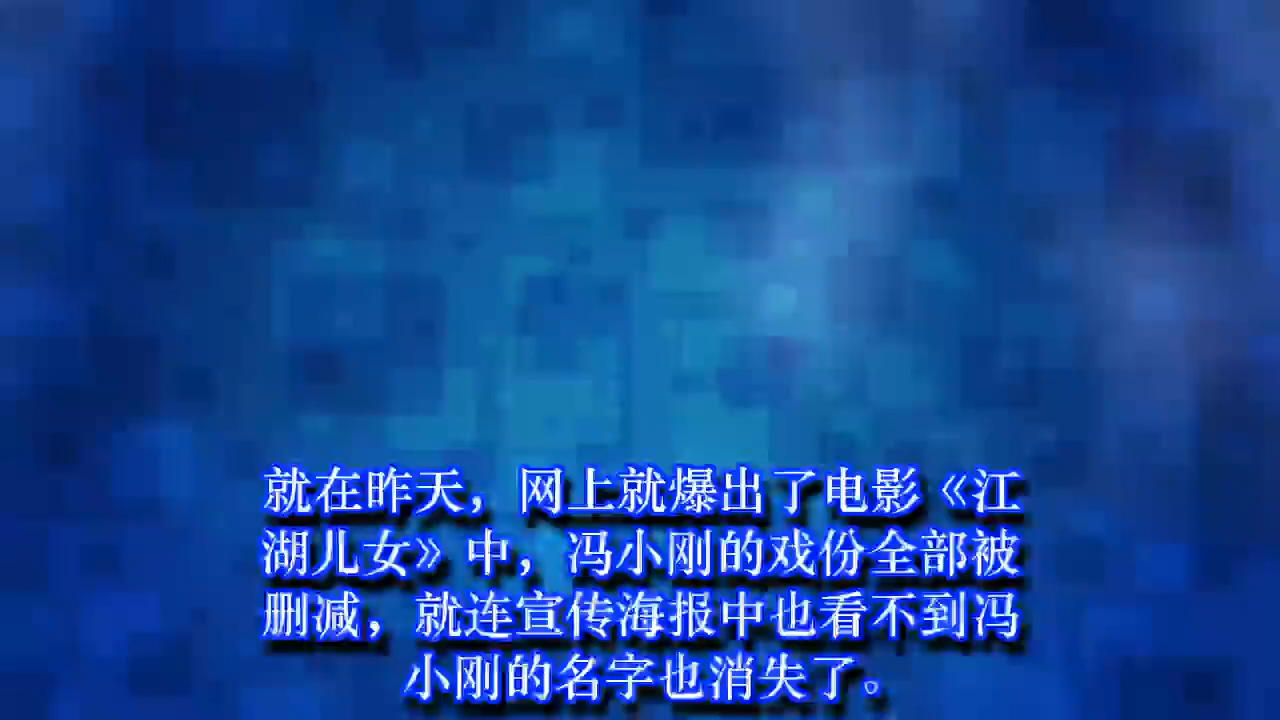 就在昨天，网上就爆出了电影《江
湖儿女》中，冯小刚的戏份全部被
删减，就连宣传海报中也看不到冯
小刚的名字也消失了。